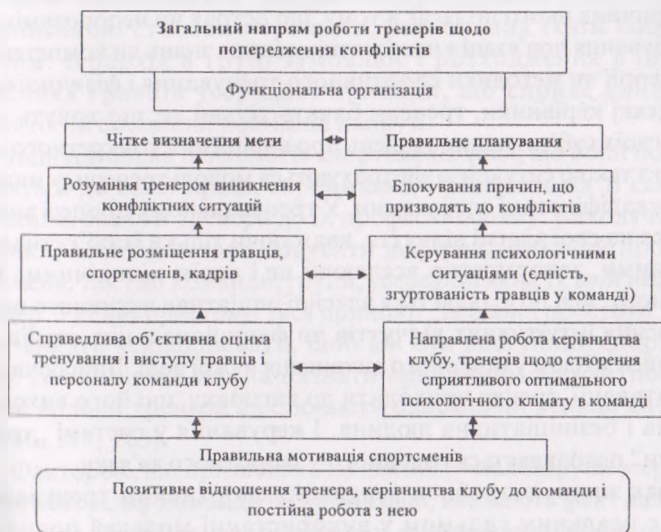 Загальний напрям роботи тренерів щодо
попередження конфліктів
Функціональна організація
Чітке визначення мети
Правильне планування
Розуміння тренером виникнення
конфліктних ситуацій
Блокування причин, що
призводять до конфліктів
Правильне розміщення гравців,
спортсменів, кадрів
Керування психологічними
ситуаціями (єдність,
згуртованість гравців у команді)
Справедлива об’єктивна оцінка
тренування і виступу гравців і
персоналу команди клубу
Направлена робота керівництва
клубу, тренерів щодо створення
сприятливого оптимального
психологічного клімату в команді
Правильна мотивація спортсменів
Позитивна відданість тренера, керівництва клубу до команди і
постійна робота з нею